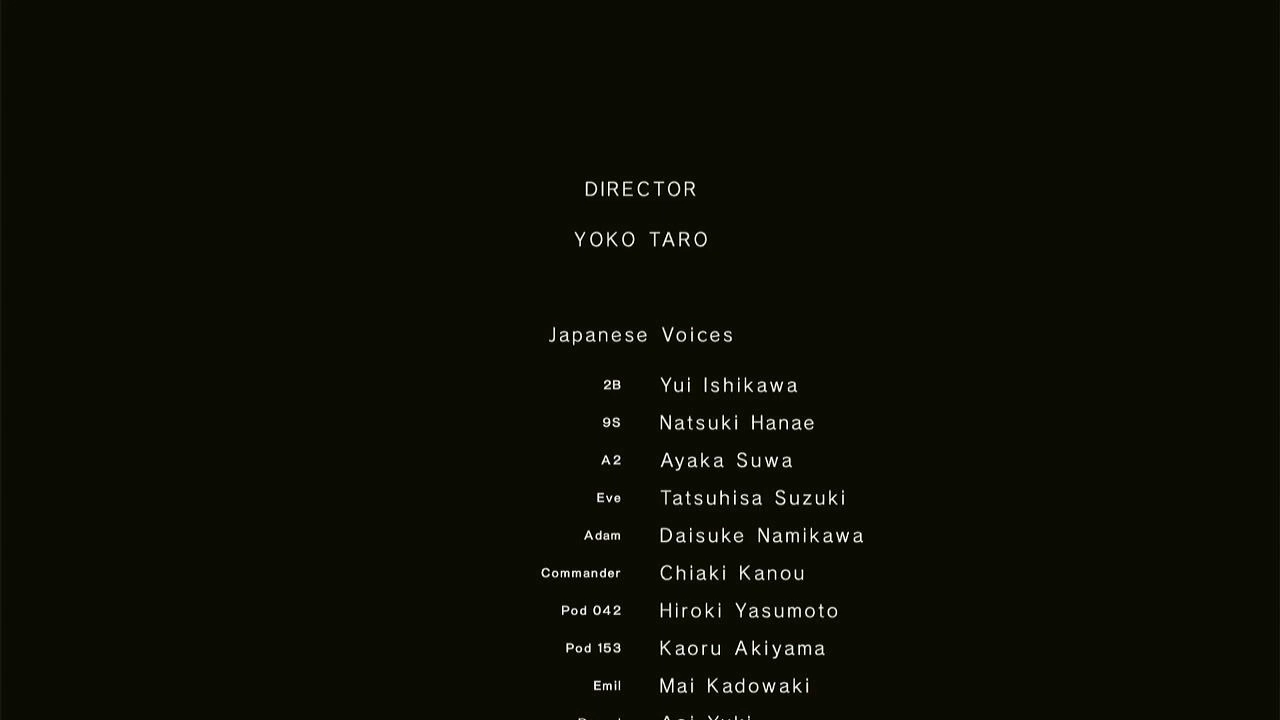 DIRECTOR
YOKO TARO
Japanese Voices
2B Yui Ishikawa
9S Natsuki Hanae
A2 Ayaka Suwa
Eve Tatsuhisa Suzuki
Adam Daisuke Namikawa
Commander Chiaki Kanou
Pod 042 Hiroki Yasumoto
Pod 153 Kaoru Akiyama
Emil Mai Kadowaki